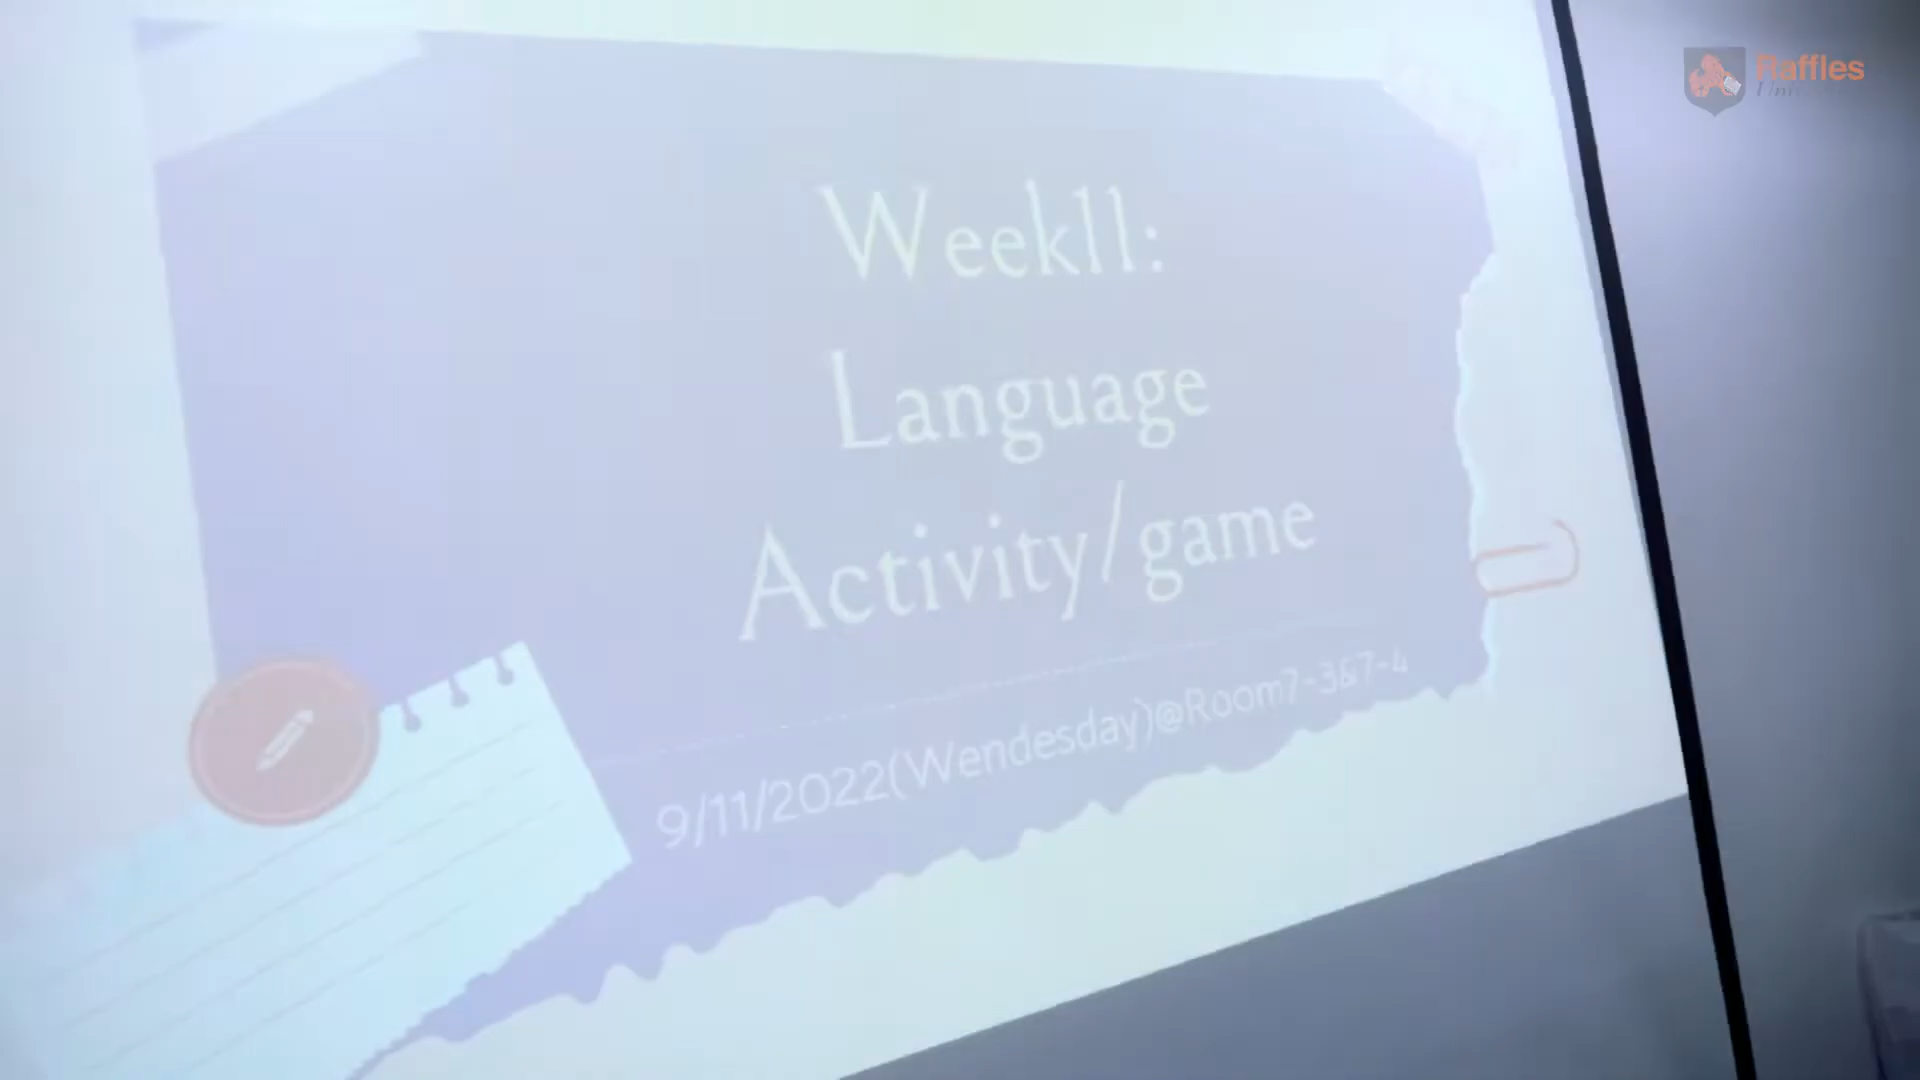 Raffles
Week11:
Language
Activity/game
9/11/2022(Wendesday)@Room7-3&7-4